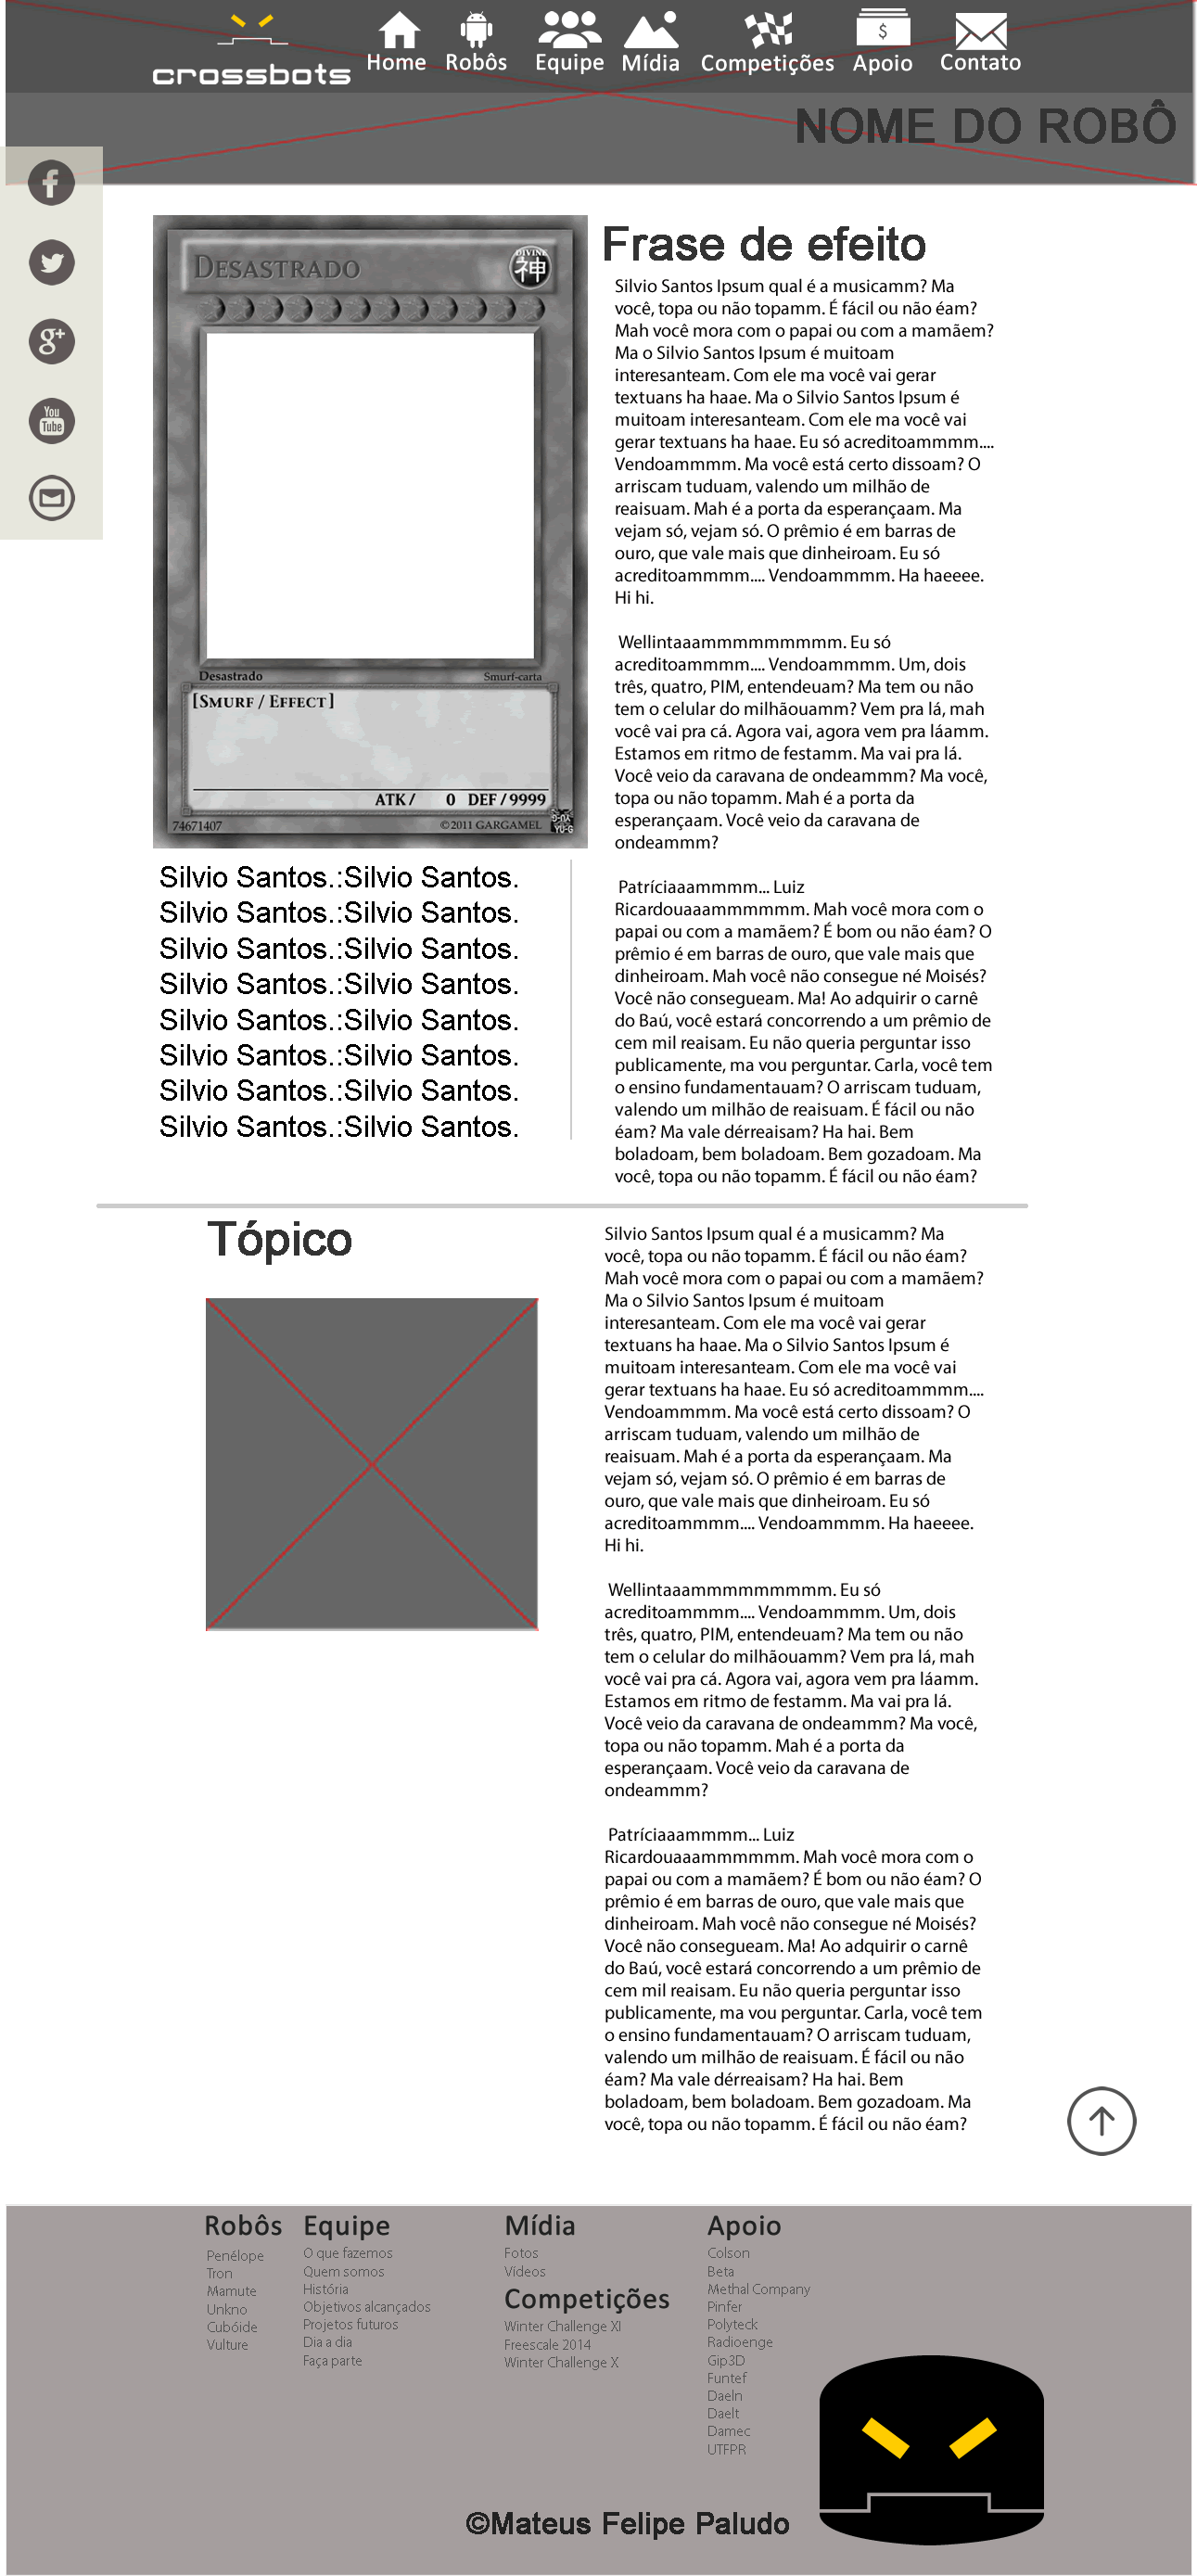 crossbots
Home Robôs Equipe Mídia Competições Apoio Contato
$
NOME DO ROBÔ
f
g+
You
Tube
DESASTRADO
DIVINE
神
Desastrado Smurf-carta
[SMURF / EFFECT]
ATK / 0 DEF / 9999
74671407 ©2011 GARGAMEL
Silvio Santos.:Silvio Santos.
Silvio Santos.:Silvio Santos.
Silvio Santos.:Silvio Santos.
Silvio Santos.:Silvio Santos.
Silvio Santos.:Silvio Santos.
Silvio Santos.:Silvio Santos.
Silvio Santos.:Silvio Santos.
Silvio Santos.:Silvio Santos.
Frase de efeito
Silvio Santos Ipsum qual é a musicamm? Ma
você, topa ou não topamm. É fácil ou não éam?
Mah você mora com o papai ou com a mamãem?
Ma o Silvio Santos Ipsum é muitoam
interesanteam. Com ele ma você vai gerar
textuans ha haae. Ma o Silvio Santos Ipsum é
muitoam interesanteam. Com ele ma você vai
gerar textuans ha haae. Eu só acreditoammmm....
Vendoammmm. Ma você está certo dissoam? O
arriscam tuduam, valendo um milhão de
reaisuam. Mah é a porta da esperançaam. Ma
vejam só, vejam só. O prêmio é em barras de
ouro, que vale mais que dinheiroam. Eu só
acreditoammmm.... Vendoammmm. Ha haeeee.
Hi hi.
Wellintaaammmmmmmmm. Eu só
acreditoammmm.... Vendoammmm. Um, dois
três, quatro, PIM, entendeuam? Ma tem ou não
tem o celular do milhãouamm? Vem pra lá, mah
você vai pra cá. Agora vai, agora vem pra láamm.
Estamos em ritmo de festamm. Ma vai pra lá.
Você veio da caravana de ondeammm? Ma você,
topa ou não topamm. Mah é a porta da
esperançaam. Você veio da caravana de
ondeammm?
Patríciaaammmm... Luiz
Ricardouaaammmmmm. Mah você mora com o
papai ou com a mamãem? É bom ou não éam? O
prêmio é em barras de ouro, que vale mais que
dinheiroam. Mah você não consegue né Moisés?
Você não consegueam. Ma! Ao adquirir o carnê
do Baú, você estará concorrendo a um prêmio de
cem mil reaisam. Eu não queria perguntar isso
publicamente, ma vou perguntar. Carla, você tem
o ensino fundamentauam? O arriscam tuduam,
valendo um milhão de reaisuam. É fácil ou não
éam? Ma vale dérreaisam? Ha hai. Bem
boladoam, bem boladoam. Bem gozadoam. Ma
você, topa ou não topamm. É fácil ou não éam?
Tópico
Silvio Santos Ipsum qual é a musicamm? Ma
você, topa ou não topamm. É fácil ou não éam?
Mah você mora com o papai ou com a mamãem?
Ma o Silvio Santos Ipsum é muitoam
interesanteam. Com ele ma você vai gerar
textuans ha haae. Ma o Silvio Santos Ipsum é
muitoam interesanteam. Com ele ma você vai
gerar textuans ha haae. Eu só acreditoammmm....
Vendoammmm. Ma você está certo dissoam? O
arriscam tuduam, valendo um milhão de
reaisuam. Mah é a porta da esperançaam. Ma
vejam só, vejam só. O prêmio é em barras de
ouro, que vale mais que dinheiroam. Eu só
acreditoammmm.... Vendoammmm. Ha haeeee.
Hi hi.
Wellintaaammmmmmmmm. Eu só
acreditoammmm.... Vendoammmm. Um, dois
três, quatro, PIM, entendeuam? Ma tem ou não
tem o celular do milhãouamm? Vem pra lá, mah
você vai pra cá. Agora vai, agora vem pra láamm.
Estamos em ritmo de festamm. Ma vai pra lá.
Você veio da caravana de ondeammm? Ma você,
topa ou não topamm. Mah é a porta da
esperançaam. Você veio da caravana de
ondeammm?
Patríciaaammmm... Luiz
Ricardouaaammmmmm. Mah você mora com o
papai ou com a mamãem? É bom ou não éam? O
prêmio é em barras de ouro, que vale mais que
dinheiroam. Mah você não consegue né Moisés?
Você não consegueam. Ma! Ao adquirir o carnê
do Baú, você estará concorrendo a um prêmio de
cem mil reaisam. Eu não queria perguntar isso
publicamente, ma vou perguntar. Carla, você tem
o ensino fundamentauam? O arriscam tuduam,
valendo um milhão de reaisuam. É fácil ou não
éam? Ma vale dérreaisam? Ha hai. Bem
boladoam, bem boladoam. Bem gozadoam. Ma
você, topa ou não topamm. É fácil ou não éam?
Robôs
Penélope
Tron
Mamute
Unkno
Cubóide
Vulture
Equipe
O que fazemos
Quem somos
História
Objetivos alcançados
Projetos futuros
Dia a dia
Faça parte
Mídia
Fotos
Vídeos
Competições
Winter Challenge XI
Freescale 2014
Winter Challenge X
Apoio
Colson
Beta
Methal Company
Pinfer
Polyteck
Radioenge
Gip3D
Funtef
Daeln
Daelt
Damec
UTFPR
©Mateus Felipe Paludo